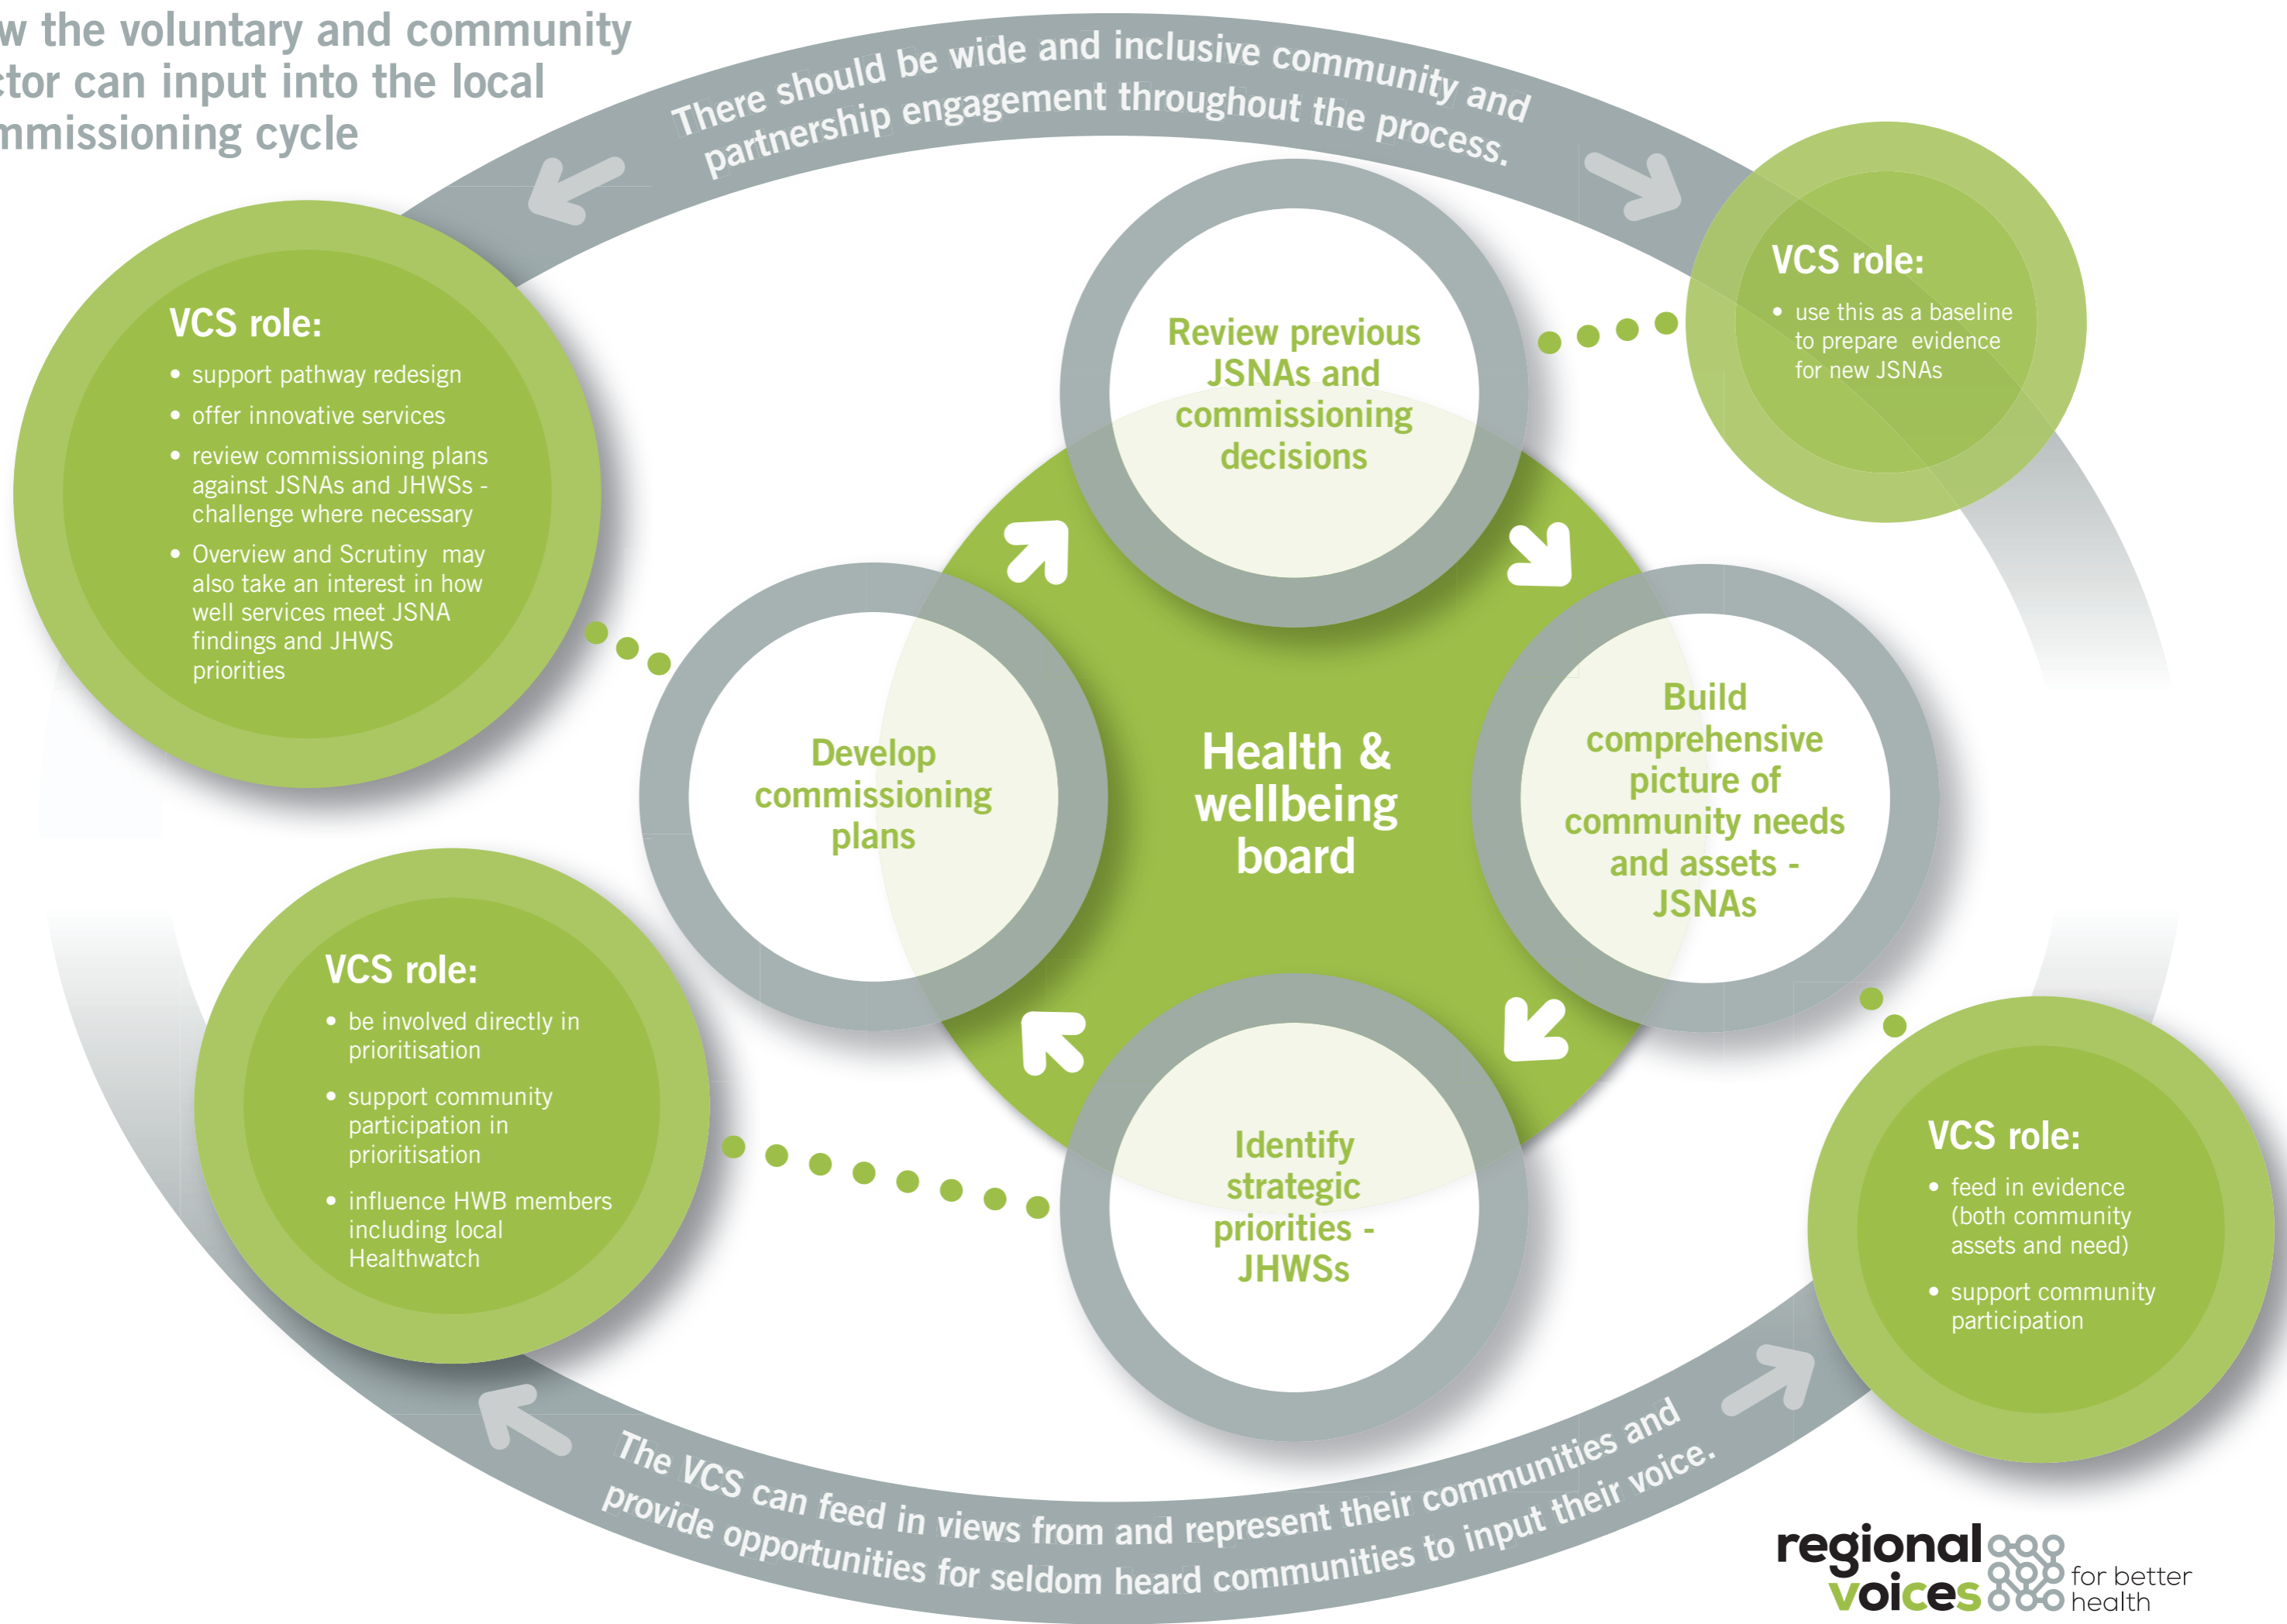 w the voluntary and community
ctor can input into the local
mmissioning cycle
There should be wide and inclusive community and
partnership engagement throughout the process.
VCS role:
• use this as a baseline
to prepare evidence
for new JSNAs
VCS role:
• support pathway redesign
• offer innovative services
• review commissioning plans
against JSNAs and JHWSs -
challenge where necessary
• Overview and Scrutiny may
also take an interest in how
well services meet JSNA
findings and JHWS
priorities
Review previous
JSNAs and
commissioning
decisions
Develop
commissioning
plans
Health &
wellbeing
board
Build
comprehensive
picture of
community needs
and assets -
JSNAs
VCS role:
• be involved directly in
prioritisation
• support community
participation in
prioritisation
• influence HWB members
including local
Healthwatch
Identify
strategic
priorities -
JHWSs
VCS role:
• feed in evidence
(both community
assets and need)
• support community
participation
The VCS can feed in views from and represent their communities and
provide opportunities for seldom heard communities to input their voice.
regional
voices
for better
health